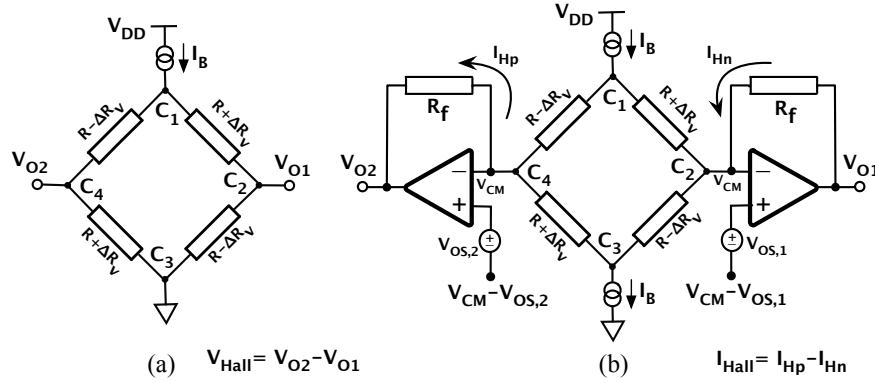 V_DD
I_B
R−ΔR_v
R+ΔR_v
C_1
V_O2
C_4
C_2
V_O1
R+ΔR_v
R−ΔR_v
C_3
(a) V_Hall= V_O2−V_O1
V_DD
I_B
I_Hp
I_Hn
R_f
R_f
R−ΔR_v
R+ΔR_v
C_1
V_O2
−
+
V_CM
C_4
C_2
V_CM
−
+
V_O1
R+ΔR_v
R−ΔR_v
C_3
V_OS,2
±
±
V_OS,1
V_CM−V_OS,2
I_B
V_CM−V_OS,1
(b) I_Hall= I_Hp−I_Hn